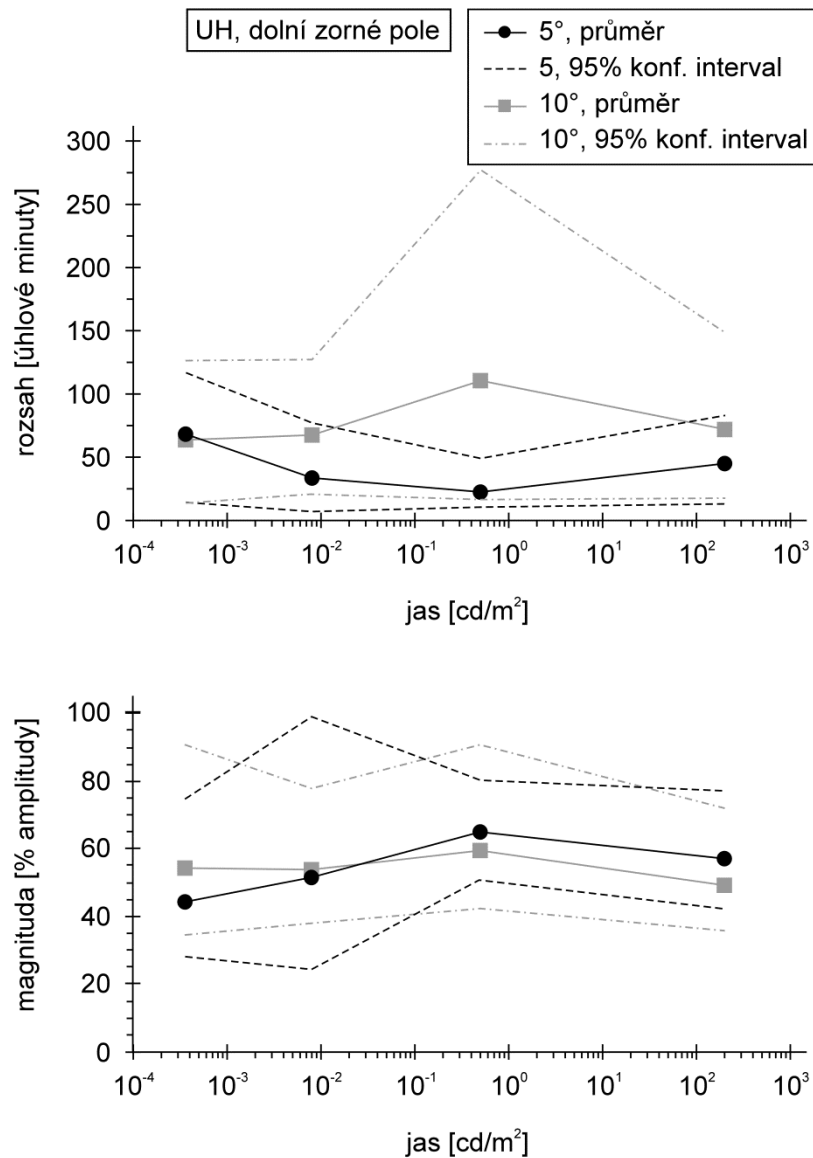 UH, dolní zorné pole
5°, průměr
5, 95% konf. interval
10°, průměr
10°, 95% konf. interval
rozsah [úhlové minuty]
300
250
200
150
100
50
0
10⁻⁴ 10⁻³ 10⁻² 10⁻¹ 10⁰ 10¹ 10² 10³
jas [cd/m²]
magnituda [% amplitudy]
100
80
60
40
20
0
10⁻⁴ 10⁻³ 10⁻² 10⁻¹ 10⁰ 10¹ 10² 10³
jas [cd/m²]